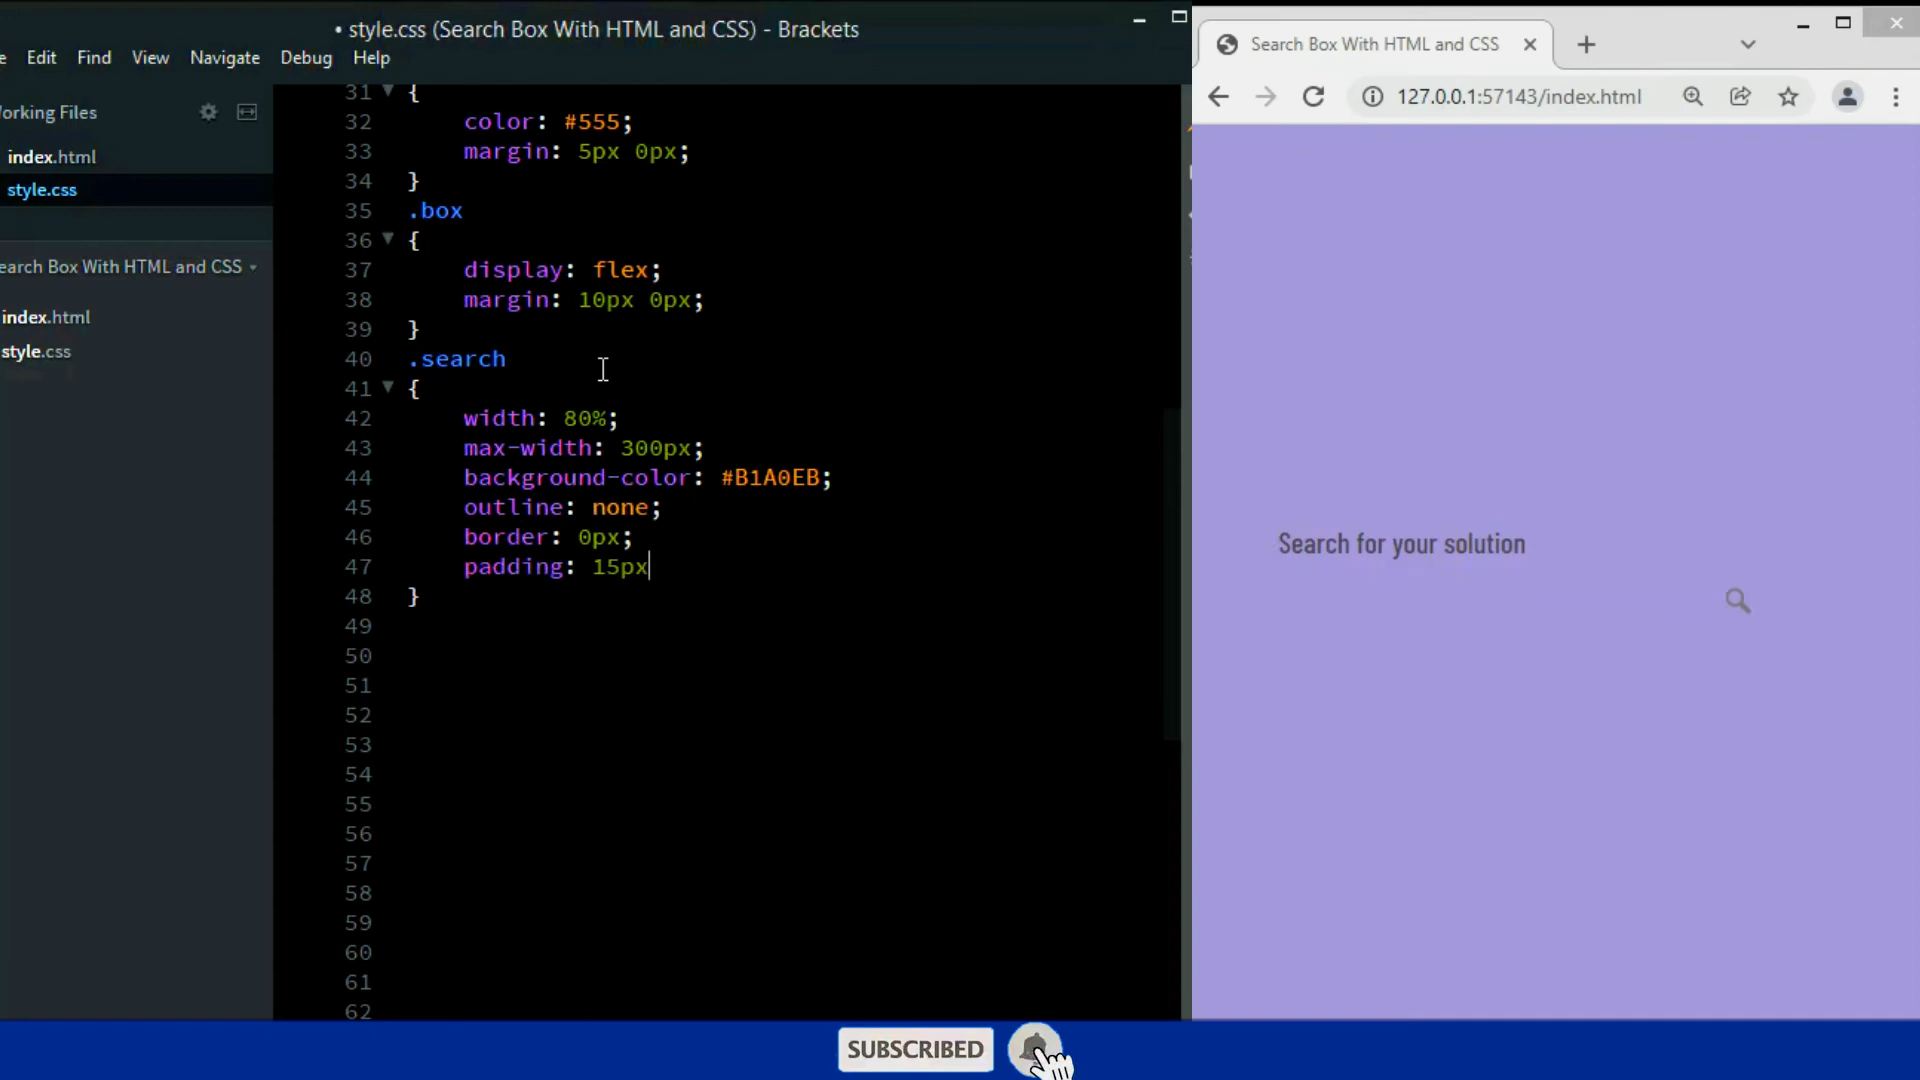 • style.css (Search Box With HTML and CSS) - Brackets
e Edit Find View Navigate Debug Help
orking Files
index.html
style.css
earch Box With HTML and CSS
index.html
style.css
31 {
32 color: #555;
33 margin: 5px 0px;
34 }
35 .box
36 {
37 display: flex;
38 margin: 10px 0px;
39 }
40 .search
41 {
42 width: 80%;
43 max-width: 300px;
44 background-color: #B1A0EB;
45 outline: none;
46 border: 0px;
47 padding: 15px
48 }
49
50
51
52
53
54
55
56
57
58
59
60
61
62
Search Box With HTML and CSS
127.0.0.1:57143/index.html
Search for your solution
SUBSCRIBED